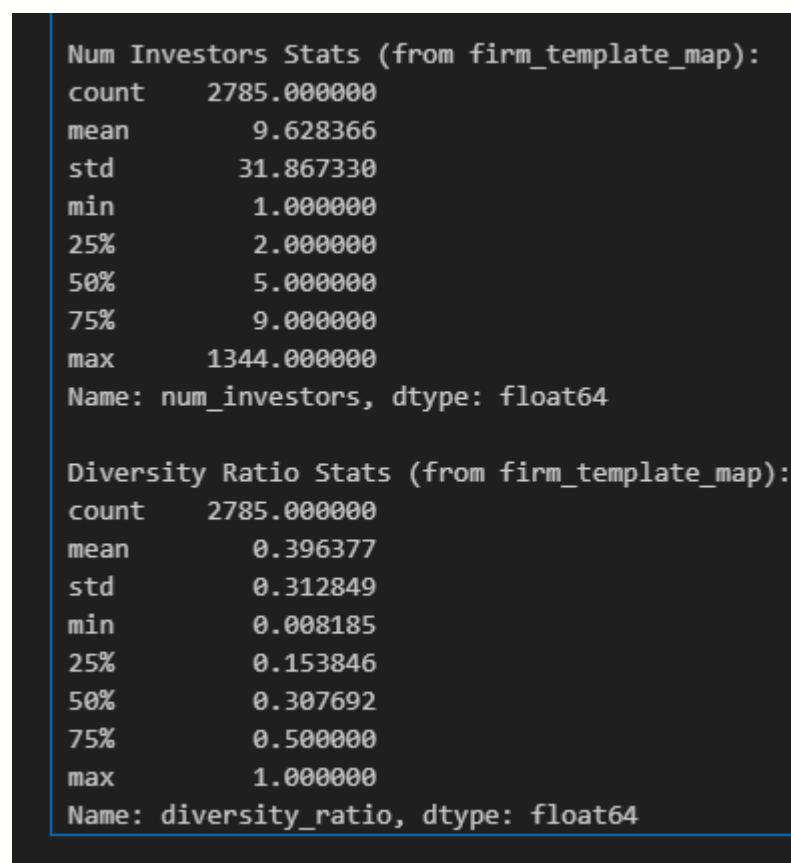 Num Investors Stats (from firm_template_map):
count    2785.000000
mean        9.628366
std        31.867330
min         1.000000
25%         2.000000
50%         5.000000
75%         9.000000
max      1344.000000
Name: num_investors, dtype: float64

Diversity Ratio Stats (from firm_template_map):
count    2785.000000
mean        0.396377
std         0.312849
min         0.008185
25%         0.153846
50%         0.307692
75%         0.500000
max         1.000000
Name: diversity_ratio, dtype: float64